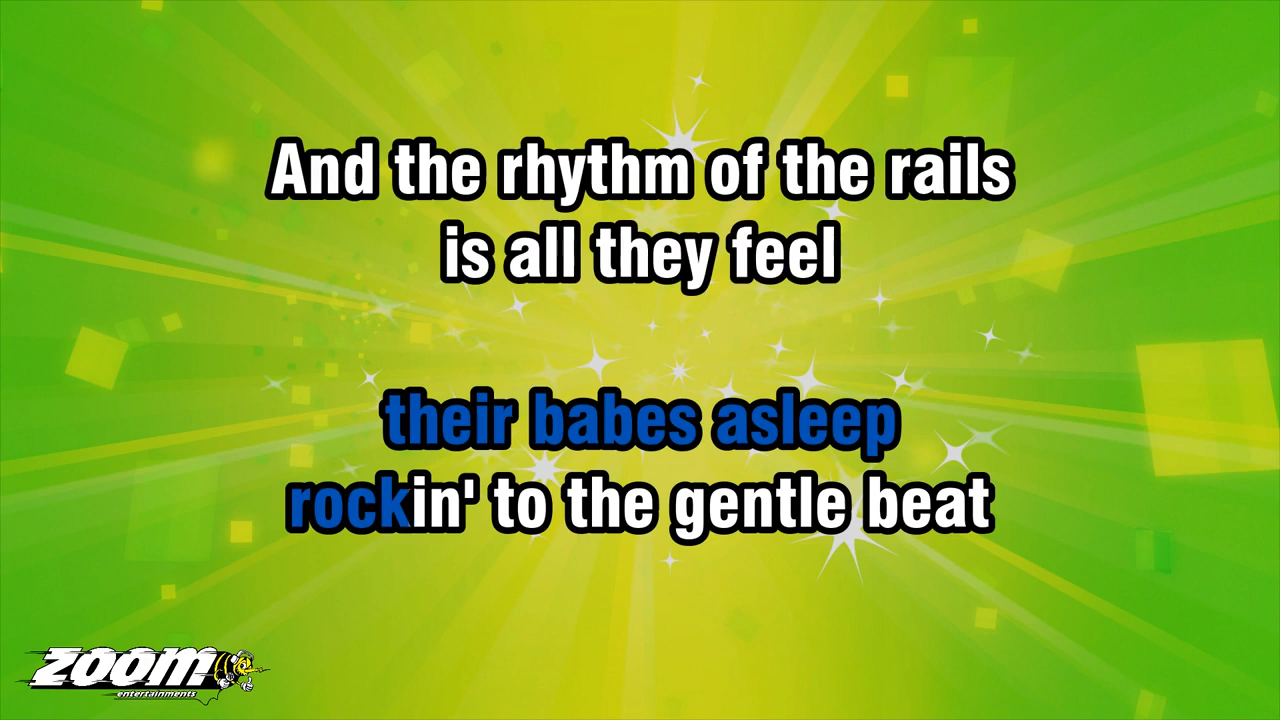 And the rhythm of the rails
is all they feel
their babes asleep
rockin' to the gentle beat
ZOOM
entertainments